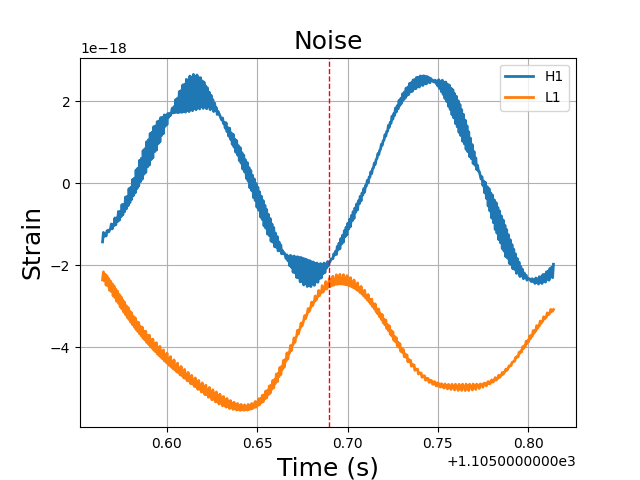 Noise
1e−18
H1
L1
2
0
−2
−4
Strain
0.60 0.65 0.70 0.75 0.80
+1.1050000000e3
Time (s)